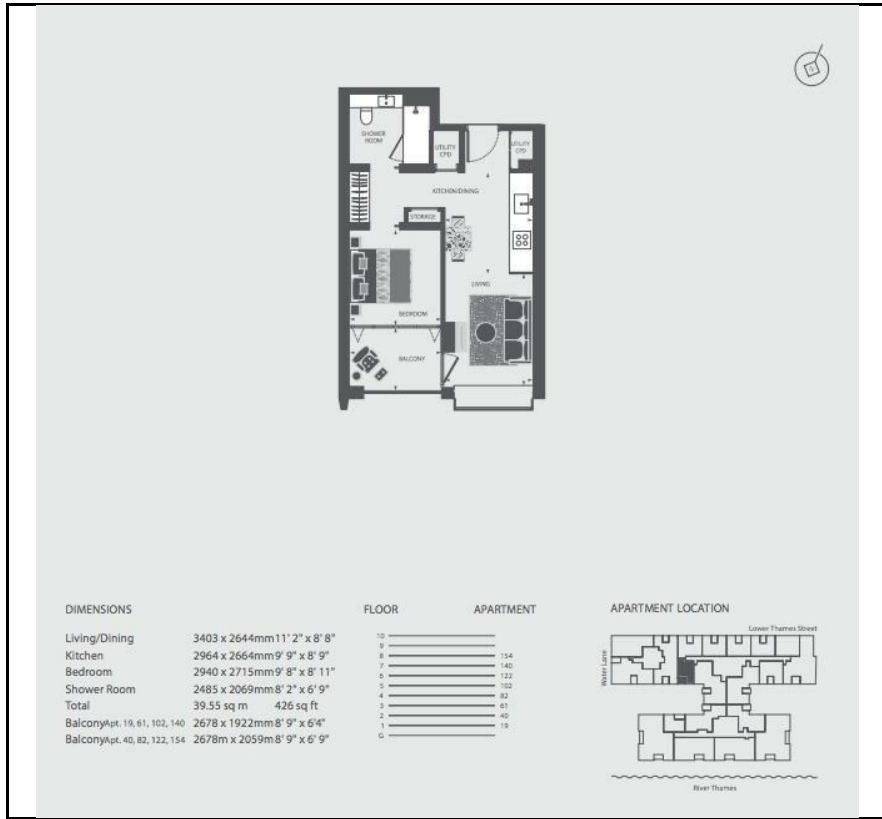 SHOWER
ROOM
UTILITY
CPD
UTILITY
CPD
KITCHEN/DINING
STORAGE
LIVING
BEDROOM
BALCONY
DIMENSIONS
Living/Dining 3403 x 2644mm 11' 2" x 8' 8"
Kitchen 2964 x 2664mm 9' 9" x 8' 9"
Bedroom 2940 x 2715mm 9' 8" x 8' 11"
Shower Room 2485 x 2069mm 8' 2" x 6' 9"
Total 39.55 sq m 426 sq ft
Balcony Apt. 19, 61, 102, 140 2678 x 1922mm 8' 9" x 6'4"
Balcony Apt. 40, 82, 122, 154 2678m x 2059m 8' 9" x 6' 9"
FLOOR APARTMENT
10
9
8 154
7 140
6 122
5 102
4 82
3 61
2 40
1 19
G
APARTMENT LOCATION
Lower Thames Street
Water Lane
River Thames